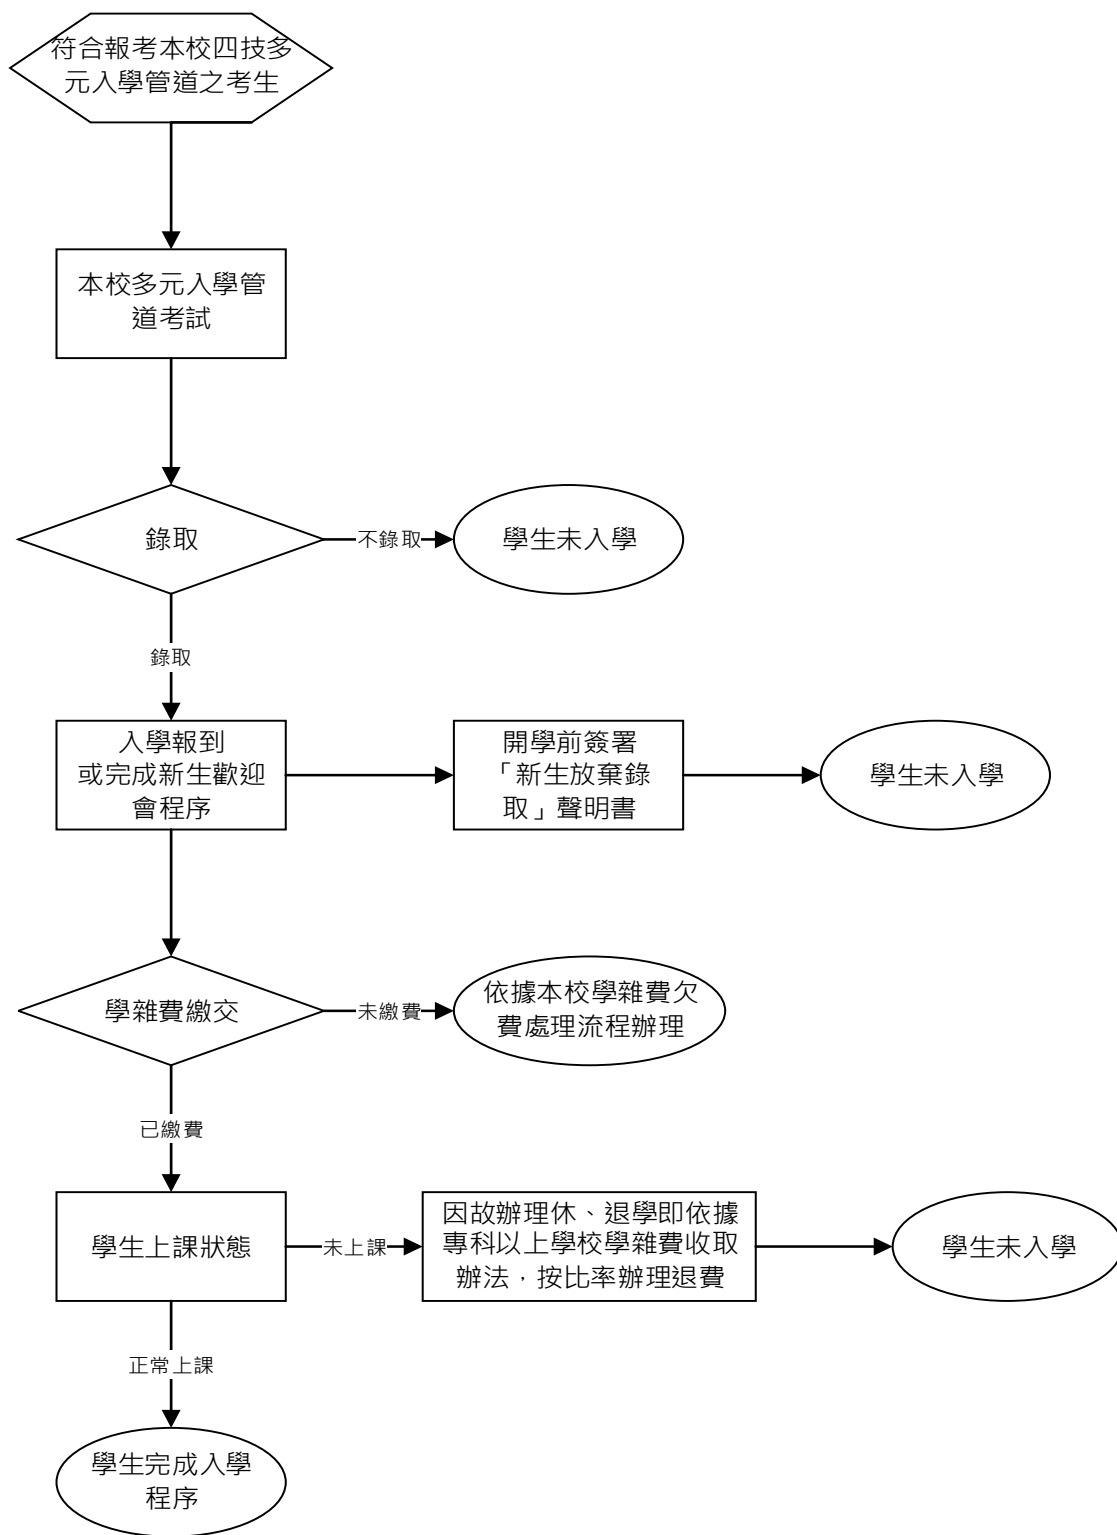 符合報考本校四技多
元入學管道之考生
本校多元入學管
道考試
錄取
不錄取
學生未入學
錄取
入學報到
或完成新生歡迎
會程序
開學前簽署
「新生放棄錄
取」聲明書
學生未入學
學雜費繳交
未繳費
依據本校學雜費欠
費處理流程辦理
已繳費
學生上課狀態
未上課
因故辦理休、退學即依據
專科以上學校學雜費收取
辦法，按比率辦理退費
學生未入學
正常上課
學生完成入學
程序